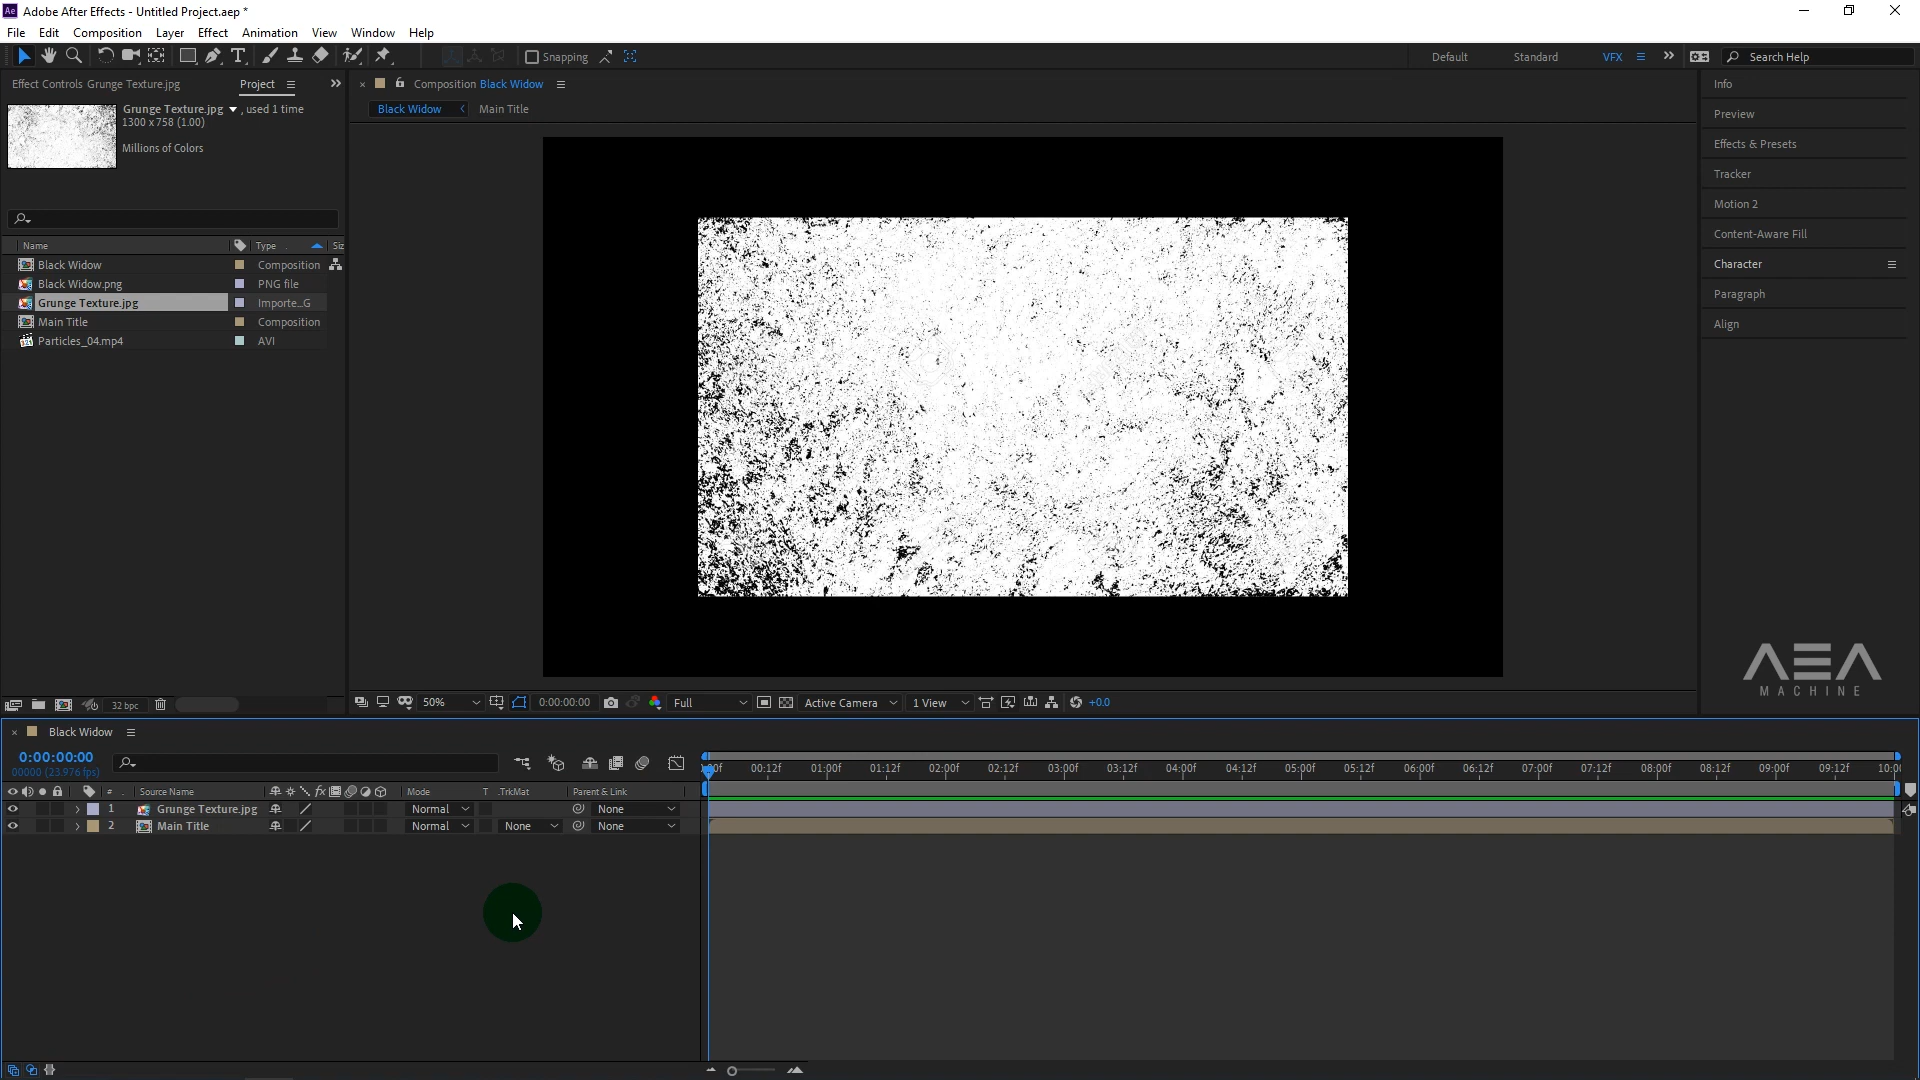 Ae Adobe After Effects - Untitled Project.aep *
File Edit Composition Layer Effect Animation View Window Help
Snapping Default Standard VFX Search Help
Effect Controls Grunge Texture.jpg Project
Grunge Texture.jpg , used 1 time
1300 x 758 (1.00)
Millions of Colors
Name Type Siz
Black Widow Composition
Black Widow.png PNG file
Grunge Texture.jpg Importe...G
Main Title Composition
Particles_04.mp4 AVI
32 bpc
Composition Black Widow
Black Widow Main Title
50% 0:00:00:00 Full Active Camera 1 View +0.0
Info
Preview
Effects & Presets
Tracker
Motion 2
Content-Aware Fill
Character
Paragraph
Align
AEA
MACHINE
Black Widow
0:00:00:00
00000 (23.976 fps)
00:12f 01:00f 01:12f 02:00f 02:12f 03:00f 03:12f 04:00f 04:12f 05:00f 05:12f 06:00f 06:12f 07:00f 07:12f 08:00f 08:12f 09:00f 09:12f 10:0
# Source Name fx Mode T .TrkMat Parent & Link
1 Grunge Texture.jpg Normal None
2 Main Title Normal None None